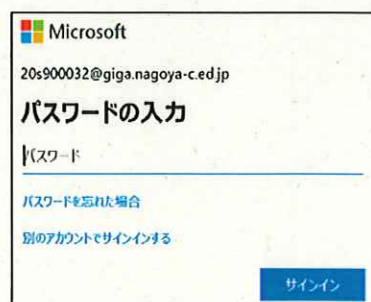 Microsoft
20s900032@giga.nagoya-c.ed.jp
パスワードの入力
パスワード
パスワードを忘れた場合
別のアカウントでサインインする
サインイン